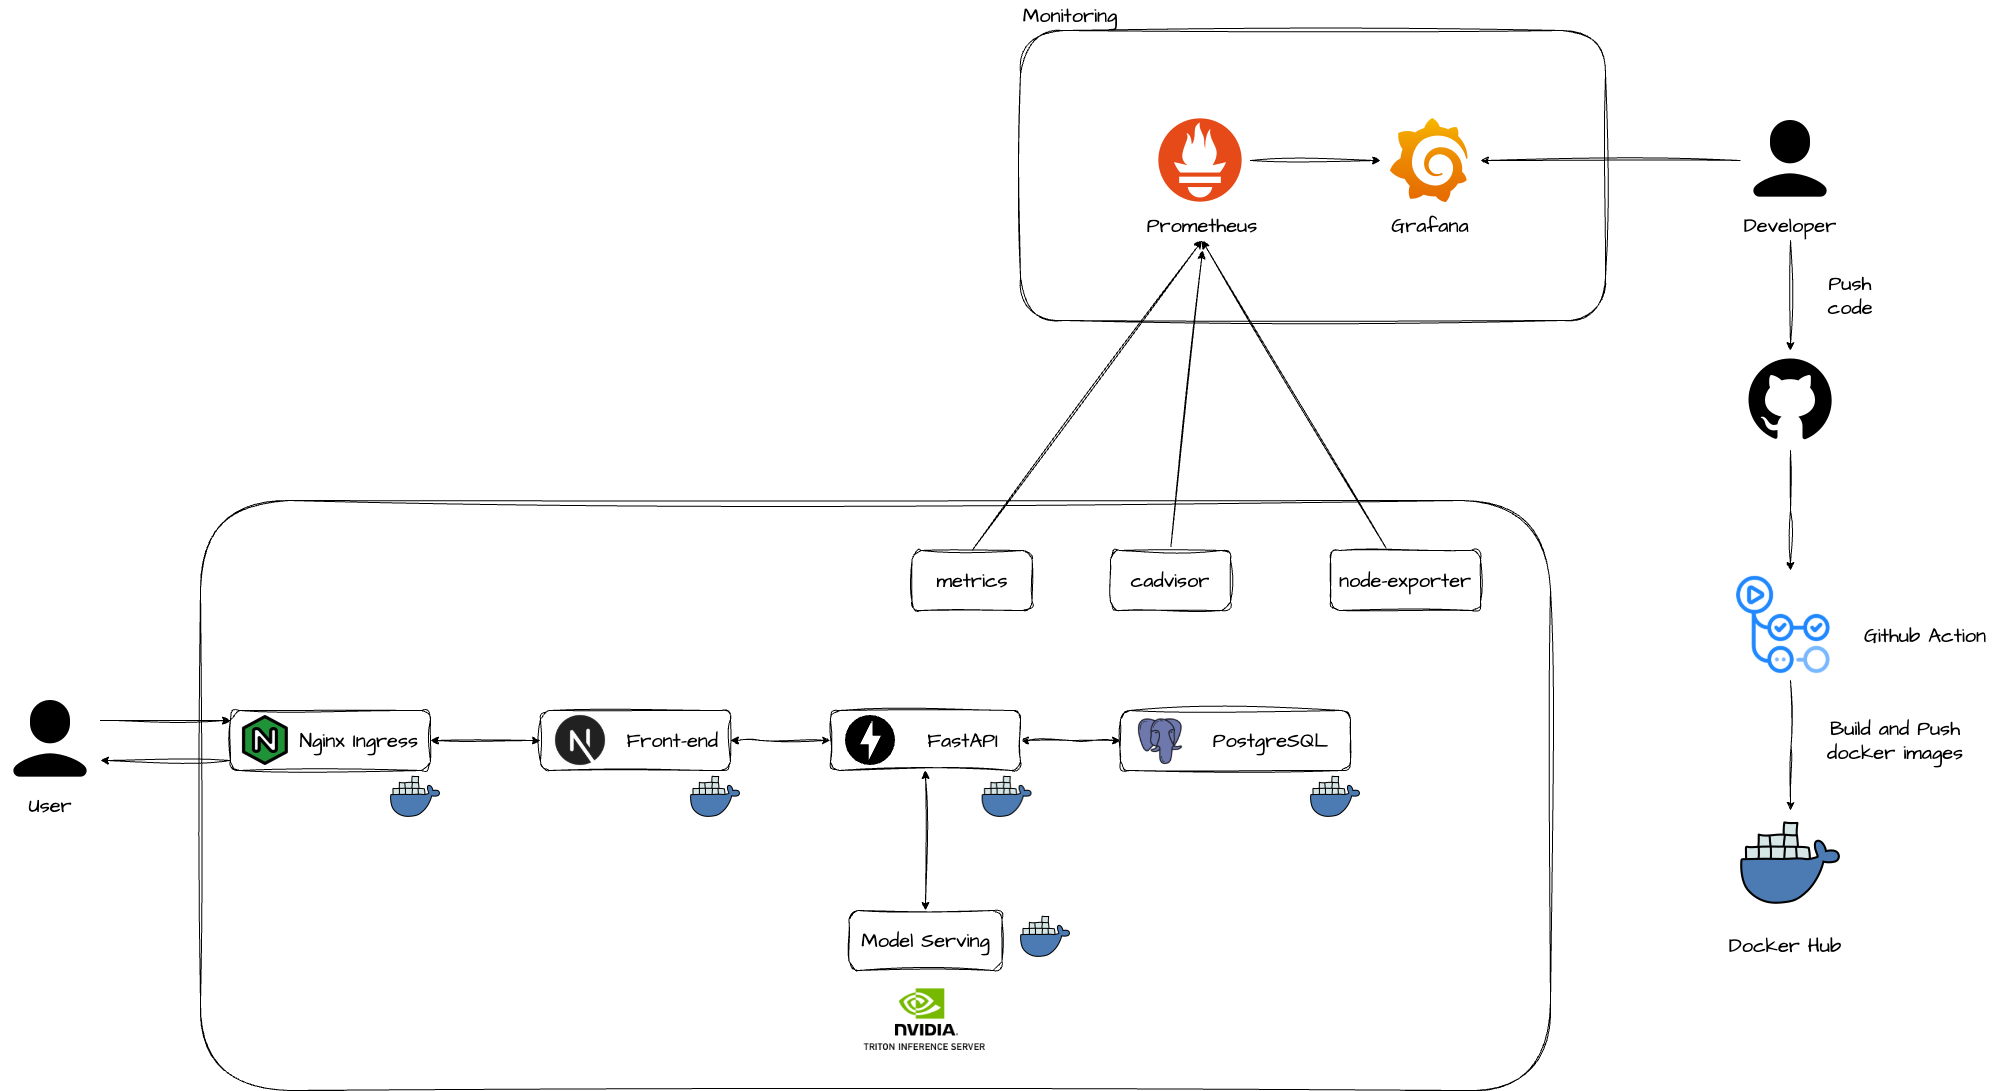 Monitoring
Prometheus
Grafana
Developer
Push
code
metrics
cadvisor
node-exporter
Github Action
User
Nginx Ingress
Front-end
FastAPI
PostgreSQL
Build and Push
docker images
Model Serving
Docker Hub
NVIDIA.
TRITON INFERENCE SERVER